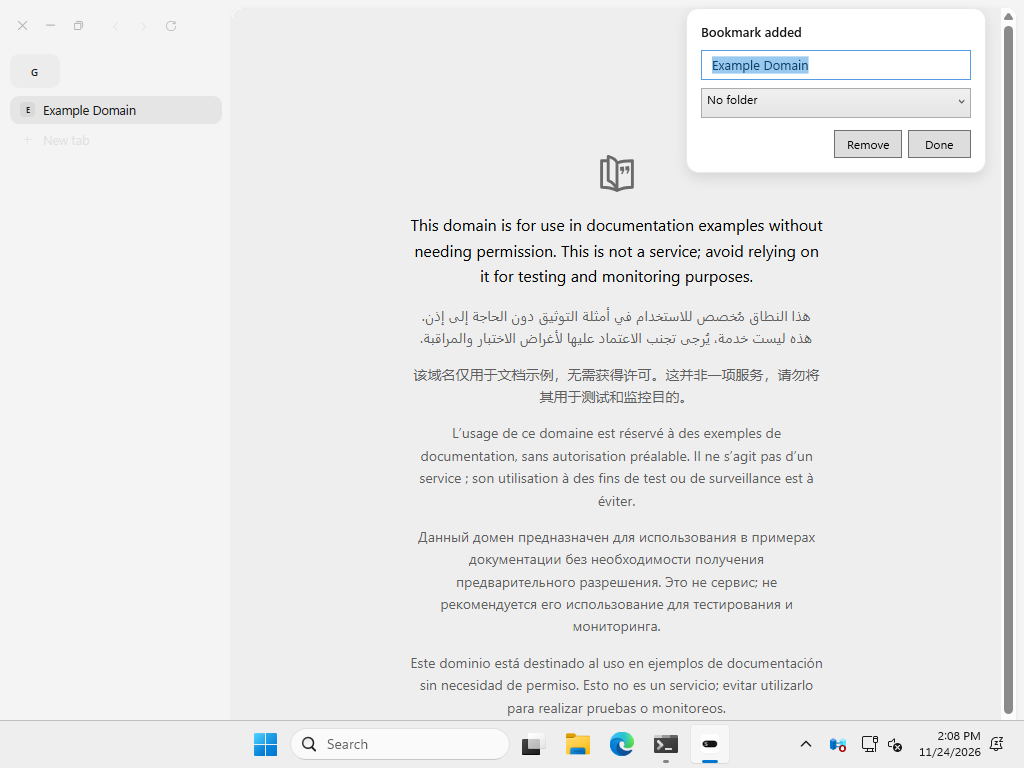 G
E Example Domain
+ New tab
Bookmark added
Example Domain
No folder
Remove Done
This domain is for use in documentation examples without
needing permission. This is not a service; avoid relying on
it for testing and monitoring purposes.
هذا النطاق مُخصص للاستخدام في أمثلة التوثيق دون الحاجة إلى إذن.
هذه ليست خدمة، يُرجى تجنب الاعتماد عليها لأغراض الاختبار والمراقبة.
该域名仅用于文档示例，无需获得许可。这并非一项服务，请勿将
其用于测试和监控目的。
L’usage de ce domaine est réservé à des exemples de
documentation, sans autorisation préalable. Il ne s’agit pas d’un
service ; son utilisation à des fins de test ou de surveillance est à
éviter.
Данный домен предназначен для использования в примерах
документации без необходимости получения
предварительного разрешения. Это не сервис; не
рекомендуется его использование для тестирования и
мониторинга.
Este dominio está destinado al uso en ejemplos de documentación
sin necesidad de permiso. Esto no es un servicio; evitar utilizarlo
para realizar pruebas o monitoreos.
Search
2:08 PM
11/24/2026